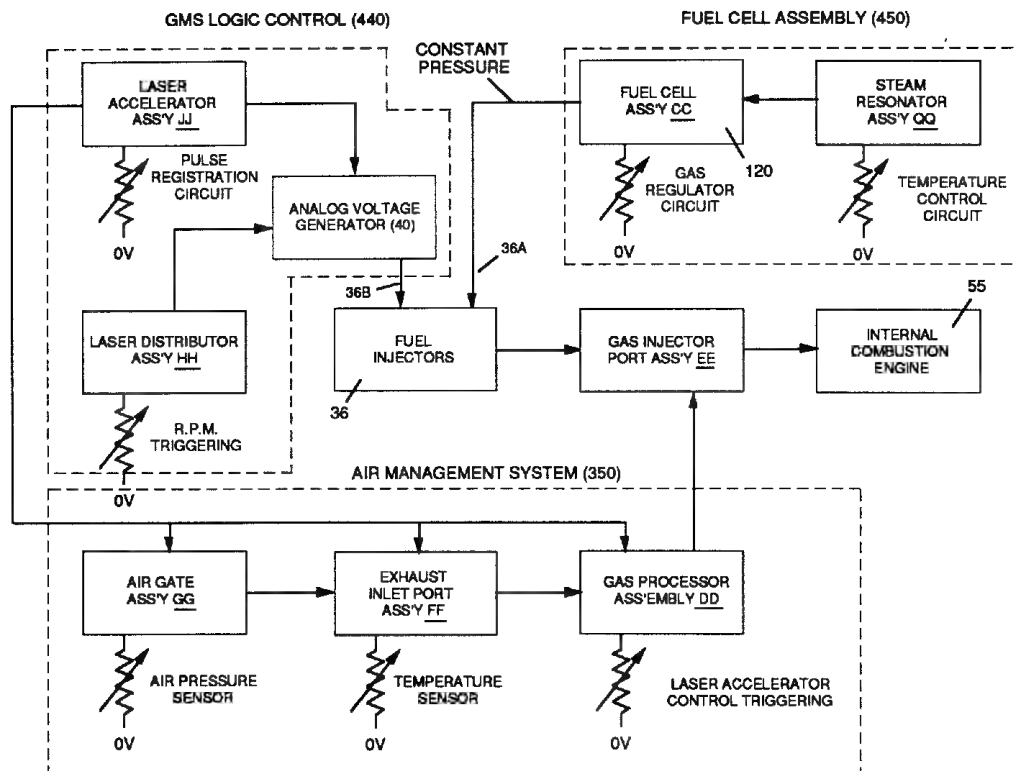 GMS LOGIC CONTROL (440)
FUEL CELL ASSEMBLY (450)
LASER
ACCELERATOR
ASS'Y JJ
PULSE
REGISTRATION
CIRCUIT
0V
ANALOG VOLTAGE
GENERATOR (40)
CONSTANT
PRESSURE
FUEL CELL
ASS'Y CC
120
GAS
REGULATOR
CIRCUIT
0V
STEAM
RESONATOR
ASS'Y QQ
TEMPERATURE
CONTROL
CIRCUIT
0V
36A
36B
LASER DISTRIBUTOR
ASS'Y HH
R.P.M.
TRIGGERING
0V
FUEL
INJECTORS
36
GAS INJECTOR
PORT ASS'Y EE
55
INTERNAL
COMBUSTION
ENGINE
AIR MANAGEMENT SYSTEM (350)
AIR GATE
ASS'Y GG
AIR PRESSURE
SENSOR
0V
EXHAUST
INLET PORT
ASS'Y FF
TEMPERATURE
SENSOR
0V
GAS PROCESSOR
ASS'EMBLY DD
LASER ACCELERATOR
CONTROL TRIGGERING
0V